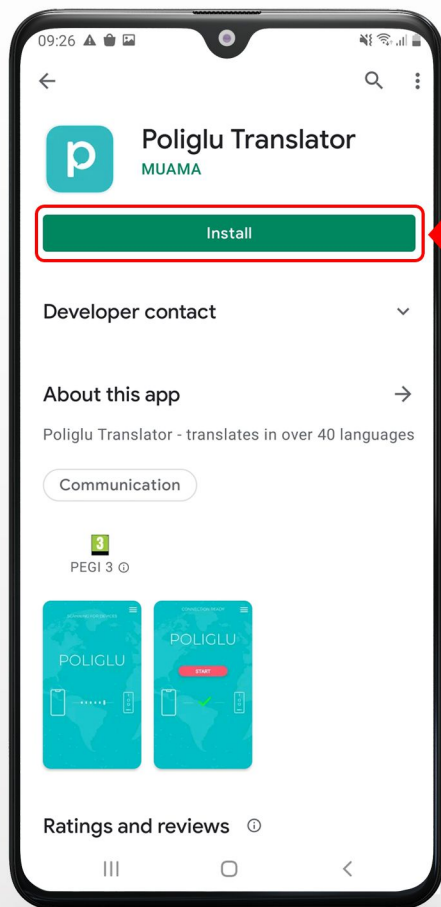 09:26
Poliglu Translator
MUAMA
Install
Developer contact
About this app
Poliglu Translator - translates in over 40 languages
Communication
3
PEGI 3
POLIGLU
POLIGLU
START
Ratings and reviews